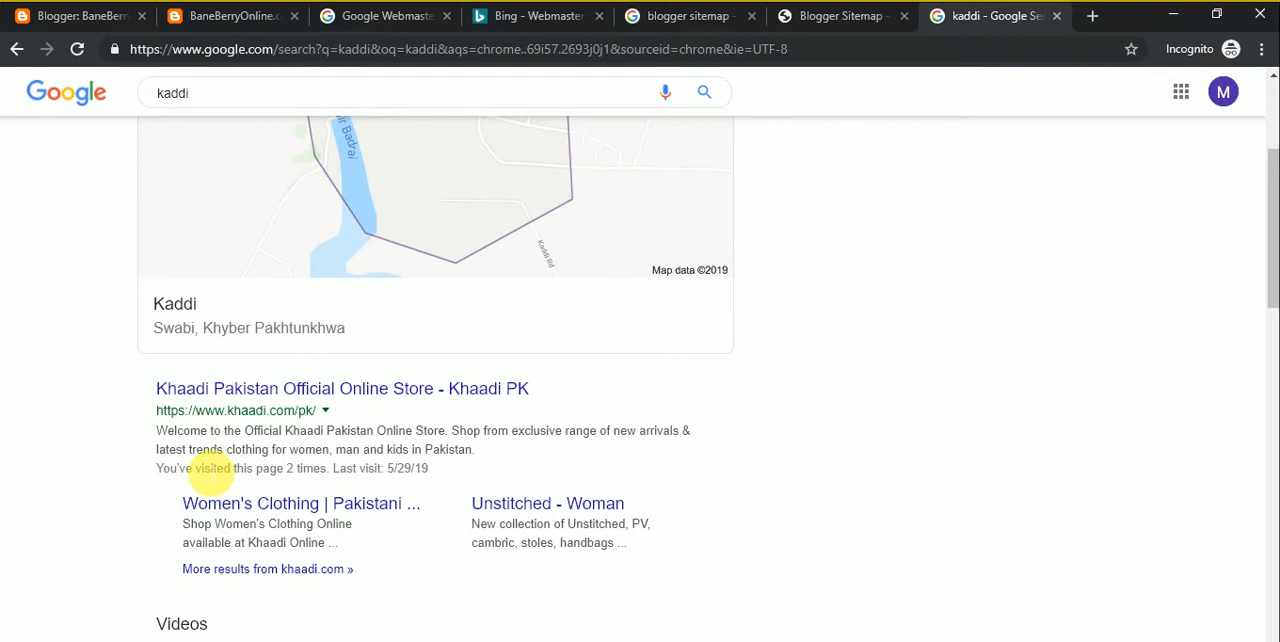 Blogger: BaneBerr
BaneBerryOnline.c
Google Webmaste
Bing - Webmaster
blogger sitemap -
Blogger Sitemap -
kaddi - Google Se
https://www.google.com/search?q=kaddi&oq=kaddi&aqs=chrome..69i57.2693j0j1&sourceid=chrome&ie=UTF-8
Incognito
Google
kaddi
M
Badrai
Kaddi Rd
Map data ©2019
Kaddi
Swabi, Khyber Pakhtunkhwa
Khaadi Pakistan Official Online Store - Khaadi PK
https://www.khaadi.com/pk/
Welcome to the Official Khaadi Pakistan Online Store. Shop from exclusive range of new arrivals &
latest trends clothing for women, man and kids in Pakistan.
You've visited this page 2 times. Last visit: 5/29/19
Women's Clothing | Pakistani ...
Unstitched - Woman
Shop Women's Clothing Online
New collection of Unstitched, PV,
available at Khaadi Online ...
cambric, stoles, handbags ...
More results from khaadi.com »
Videos